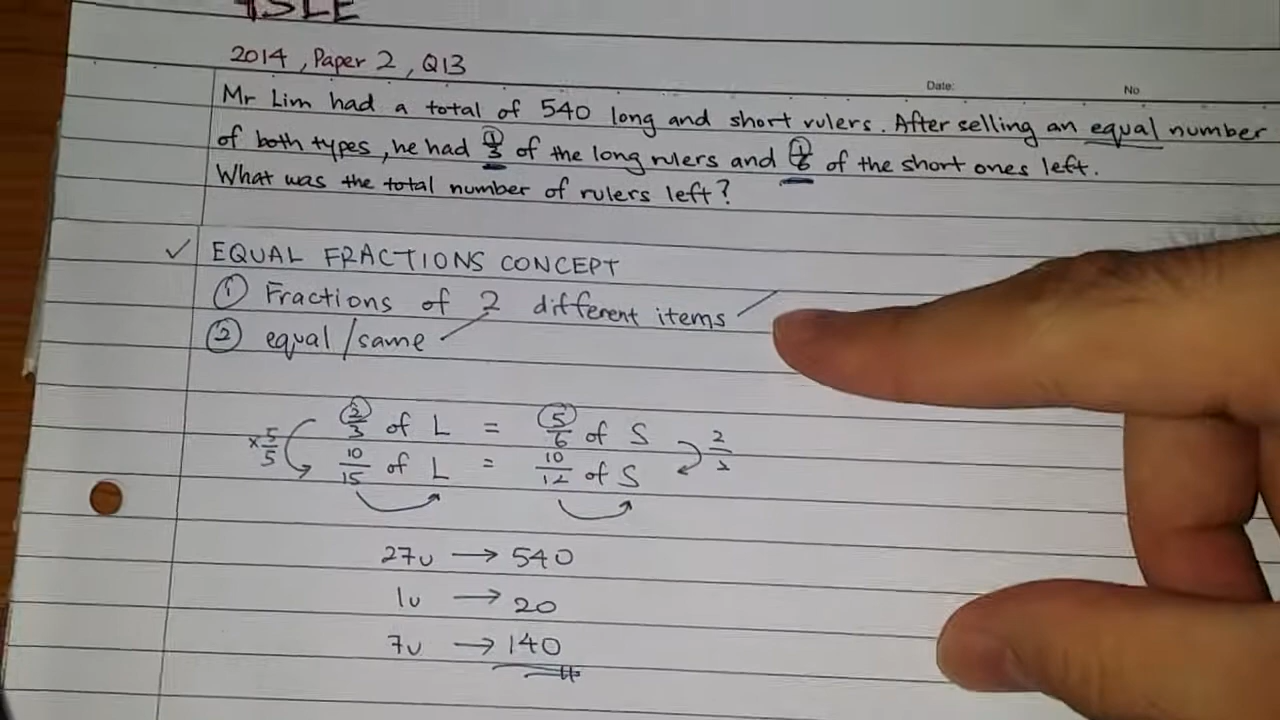 2014, Paper 2, Q13
Date:
No
Mr Lim had a total of 540 long and short rulers. After selling an equal number
of both types, he had 1/3 of the long rulers and 1/6 of the short ones left.
What was the total number of rulers left?
✓ EQUAL FRACTIONS CONCEPT
① Fractions of 2 different items
② equal/same
2/3 of L = 5/6 of S
×5/5 10/15 of L = 10/12 of S 2/2
27u → 540
1u → 20
7u → 140